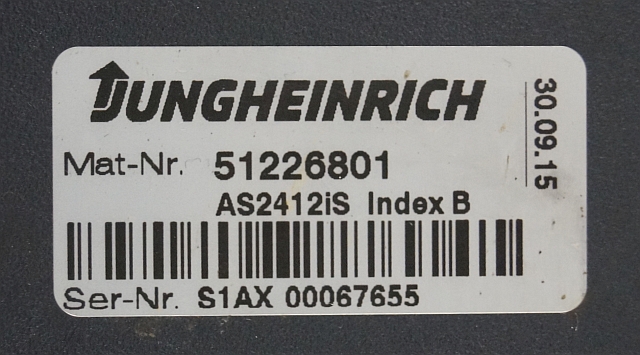 JUNGHEINRICH
30.09.15
Mat-Nr. 51226801
AS2412iS Index B
Ser-Nr. S1AX 00067655